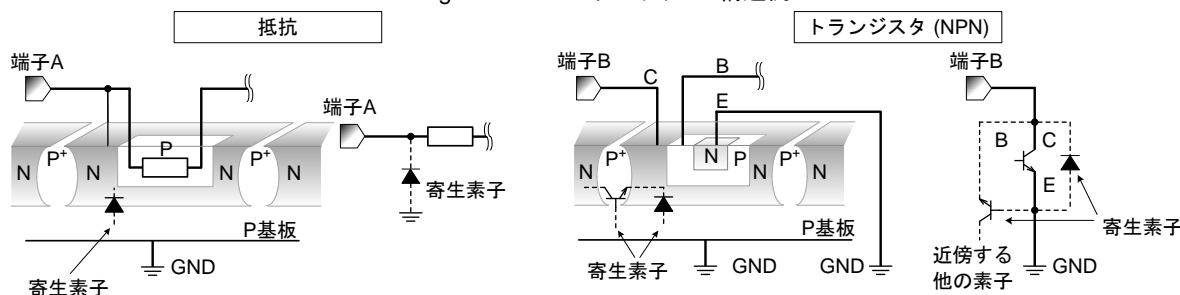 抵抗
トランジスタ (NPN)
端子A
端子A
P
N
P+
N
N
P+
N
寄生素子
P基板
GND
寄生素子
端子B
C
B
E
N
P+
N
N
P
N
P+
N
P基板
寄生素子
GND
GND
端子B
B
C
E
寄生素子
近傍する
他の素子
GND